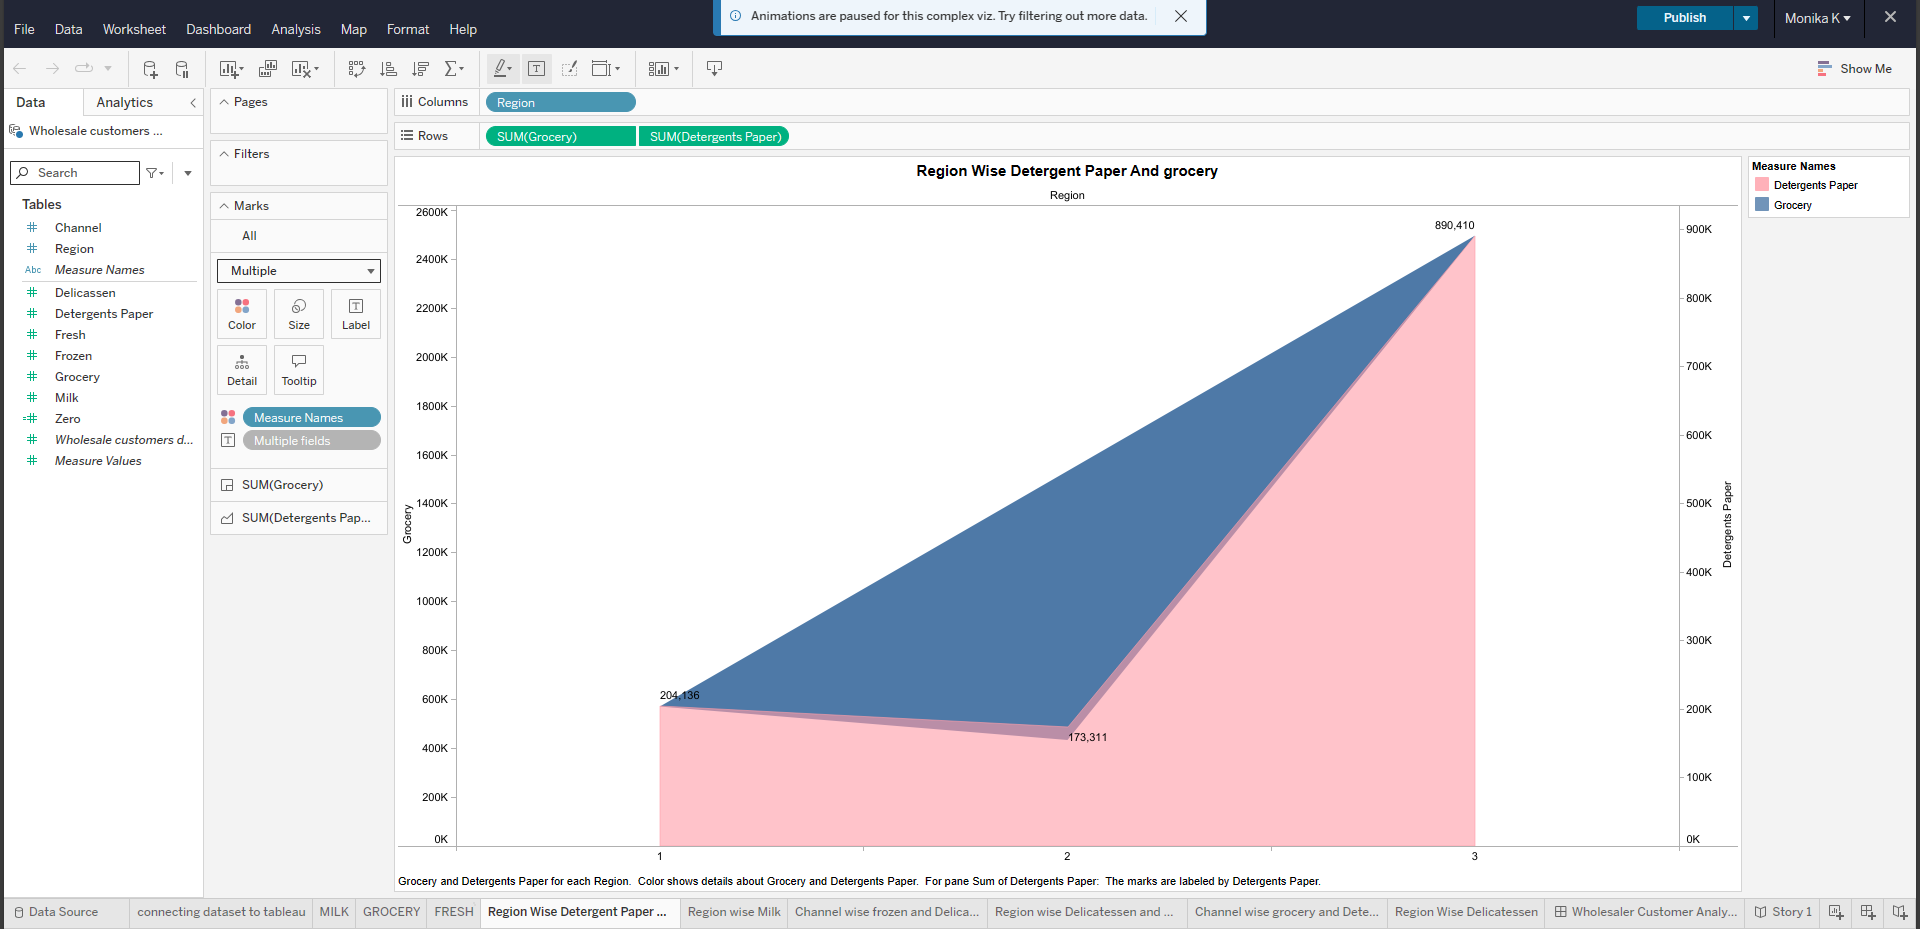 Animations are paused for this complex viz. Try filtering out more data.
File Data Worksheet Dashboard Analysis Map Format Help
Publish
Monika K
Show Me
Data Analytics
Wholesale customers ...
Search
Tables
Channel
Region
Abc Measure Names
Delicassen
Detergents Paper
Fresh
Frozen
Grocery
Milk
Zero
Wholesale customers d...
Measure Values
Pages
Filters
Marks
All
Multiple
Color Size Label
Detail Tooltip
Measure Names
Multiple fields
SUM(Grocery)
SUM(Detergents Pap...
Columns Region
Rows SUM(Grocery) SUM(Detergents Paper)
Region Wise Detergent Paper And grocery
Region
2600K
2400K
2200K
2000K
1800K
1600K
1400K
1200K
1000K
800K
600K
400K
200K
0K
Grocery
890,410
204,136
173,311
900K
800K
700K
600K
500K
400K
300K
200K
100K
0K
Detergents Paper
1 2 3
Grocery and Detergents Paper for each Region. Color shows details about Grocery and Detergents Paper. For pane Sum of Detergents Paper: The marks are labeled by Detergents Paper.
Measure Names
Detergents Paper
Grocery
Data Source connecting dataset to tableau MILK GROCERY FRESH Region Wise Detergent Paper ... Region wise Milk Channel wise frozen and Delica... Region wise Delicatessen and ... Channel wise grocery and Dete... Region Wise Delicatessen Wholesaler Customer Analy... Story 1